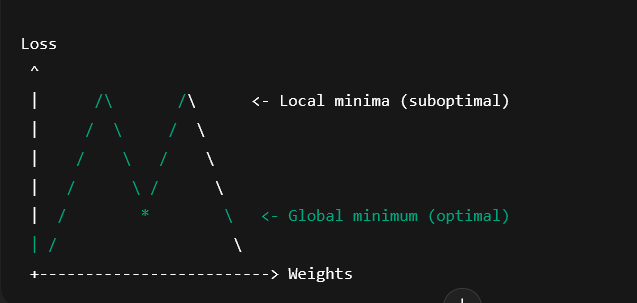 Loss
 ^
 |      /\       /\      <- Local minima (suboptimal)
 |     /  \     /  \
 |    /    \   /    \
 |   /      \ /      \
 |  /        *        \   <- Global minimum (optimal)
 | /                   \
 +-------------------------> Weights